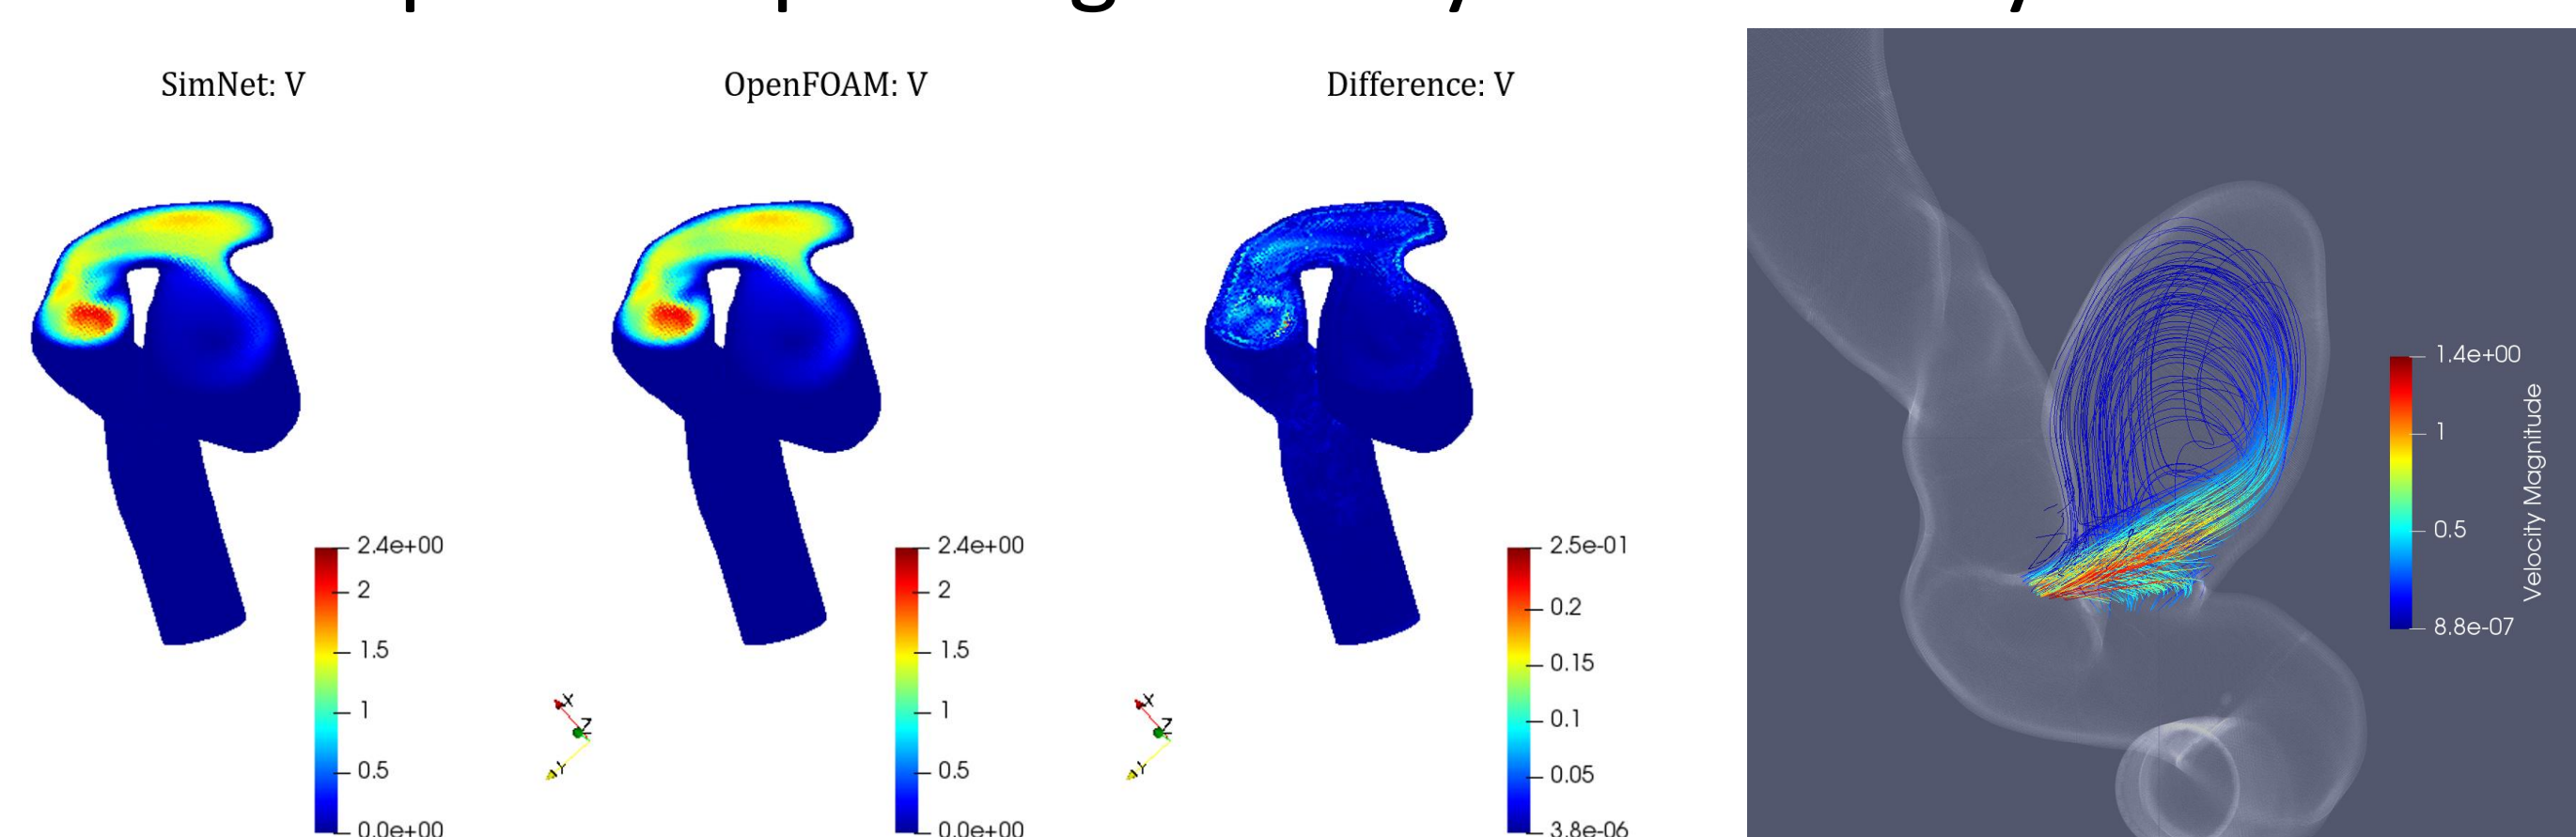 SimNet: V
OpenFOAM: V
Difference: V
2.4e+00
2
1.5
1
0.5
0.0e+00
X
Z
Y
2.4e+00
2
1.5
1
0.5
0.0e+00
X
Z
Y
2.5e-01
0.2
0.15
0.1
0.05
3.8e-06
1.4e+00
1
0.5
8.8e-07
Velocity Magnitude